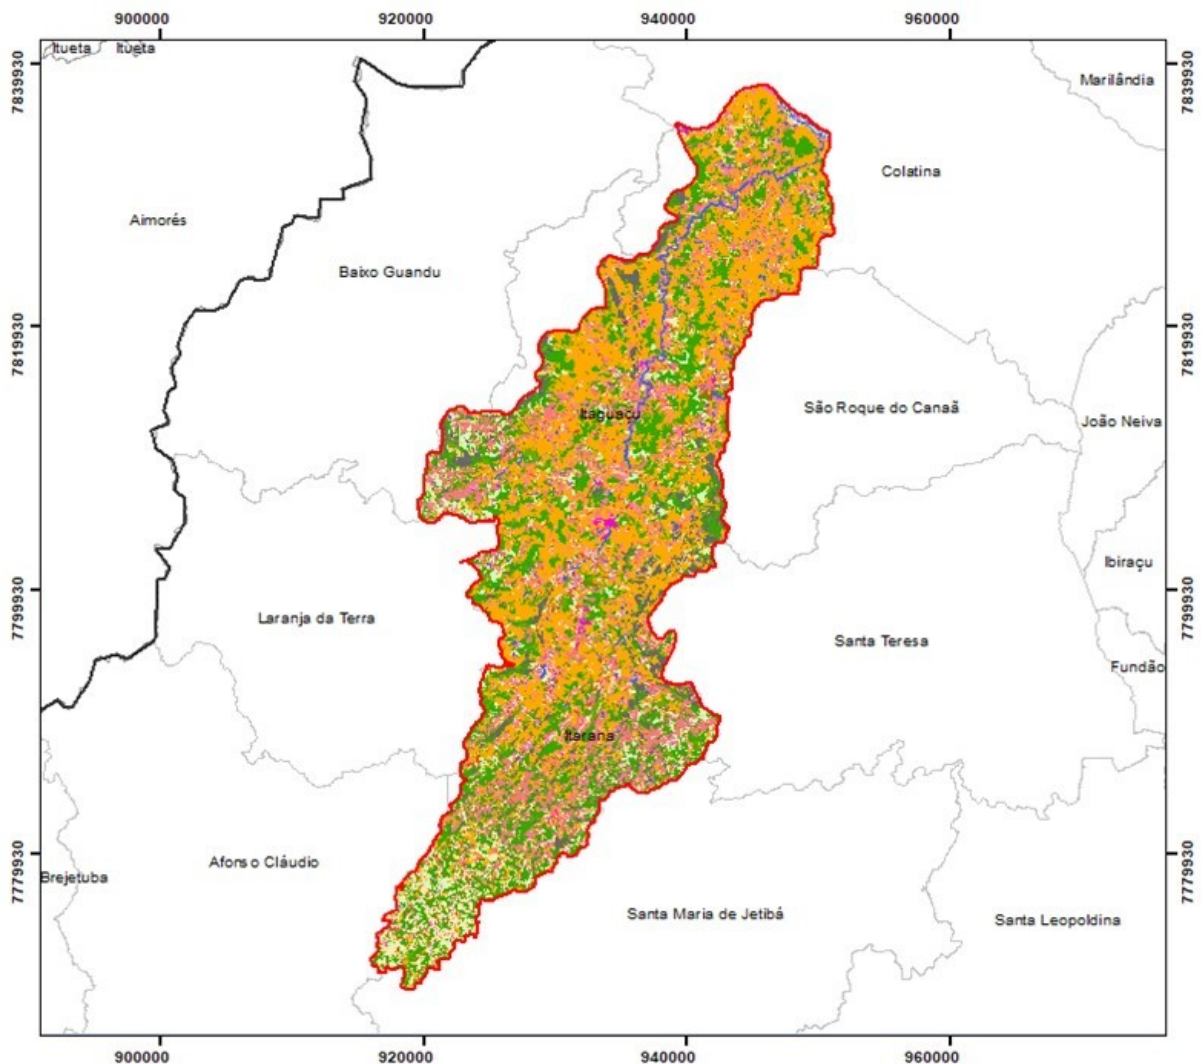 900000 920000 940000 960000
7839930 7839930
Itueta Itueta
Marilândia
Colatina
Aimorés
Baixo Guandu
7819930 7819930
Itaguaçu
São Roque do Canaã
João Neiva
Ibiraçu
7799930 7799930
Laranja da Terra
Santa Teresa
Fundão
Itarana
7779930 7779930
Afonso Cláudio
Brejetuba
Santa Maria de Jetibá
Santa Leopoldina
900000 920000 940000 960000